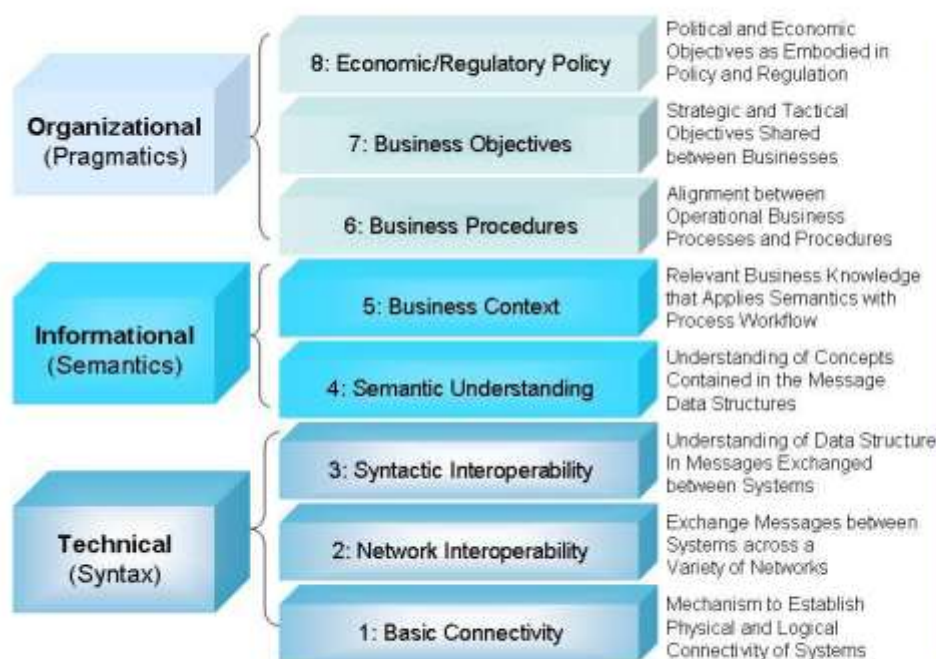 Organizational
(Pragmatics)
8: Economic/Regulatory Policy
Political and Economic
Objectives as Embodied in
Policy and Regulation
7: Business Objectives
Strategic and Tactical
Objectives Shared
between Businesses
6: Business Procedures
Alignment between
Operational Business
Processes and Procedures
Informational
(Semantics)
5: Business Context
Relevant Business Knowledge
that Applies Semantics with
Process Workflow
4: Semantic Understanding
Understanding of Concepts
Contained in the Message
Data Structures
Technical
(Syntax)
3: Syntactic Interoperability
Understanding of Data Structure
In Messages Exchanged
between Systems
2: Network Interoperability
Exchange Messages between
Systems across a
Variety of Networks
1: Basic Connectivity
Mechanism to Establish
Physical and Logical
Connectivity of Systems